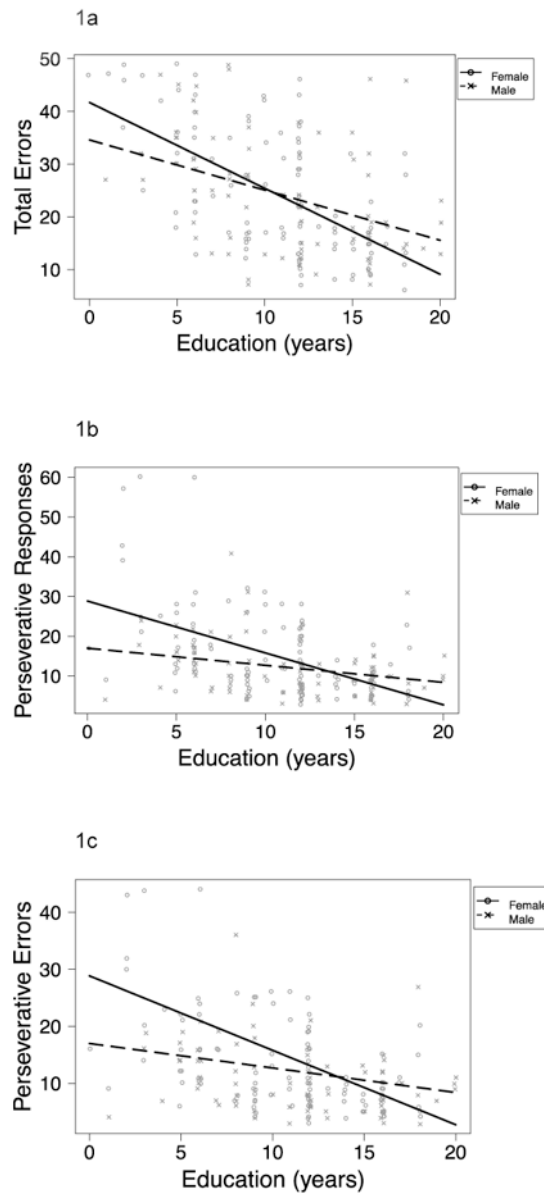 1a
Total Errors
50
40
30
20
10
0 5 10 15 20
Education (years)
Female
Male
1b
Perseverative Responses
60
50
40
30
20
10
0 5 10 15 20
Education (years)
Female
Male
1c
Perseverative Errors
40
30
20
10
0 5 10 15 20
Education (years)
Female
Male